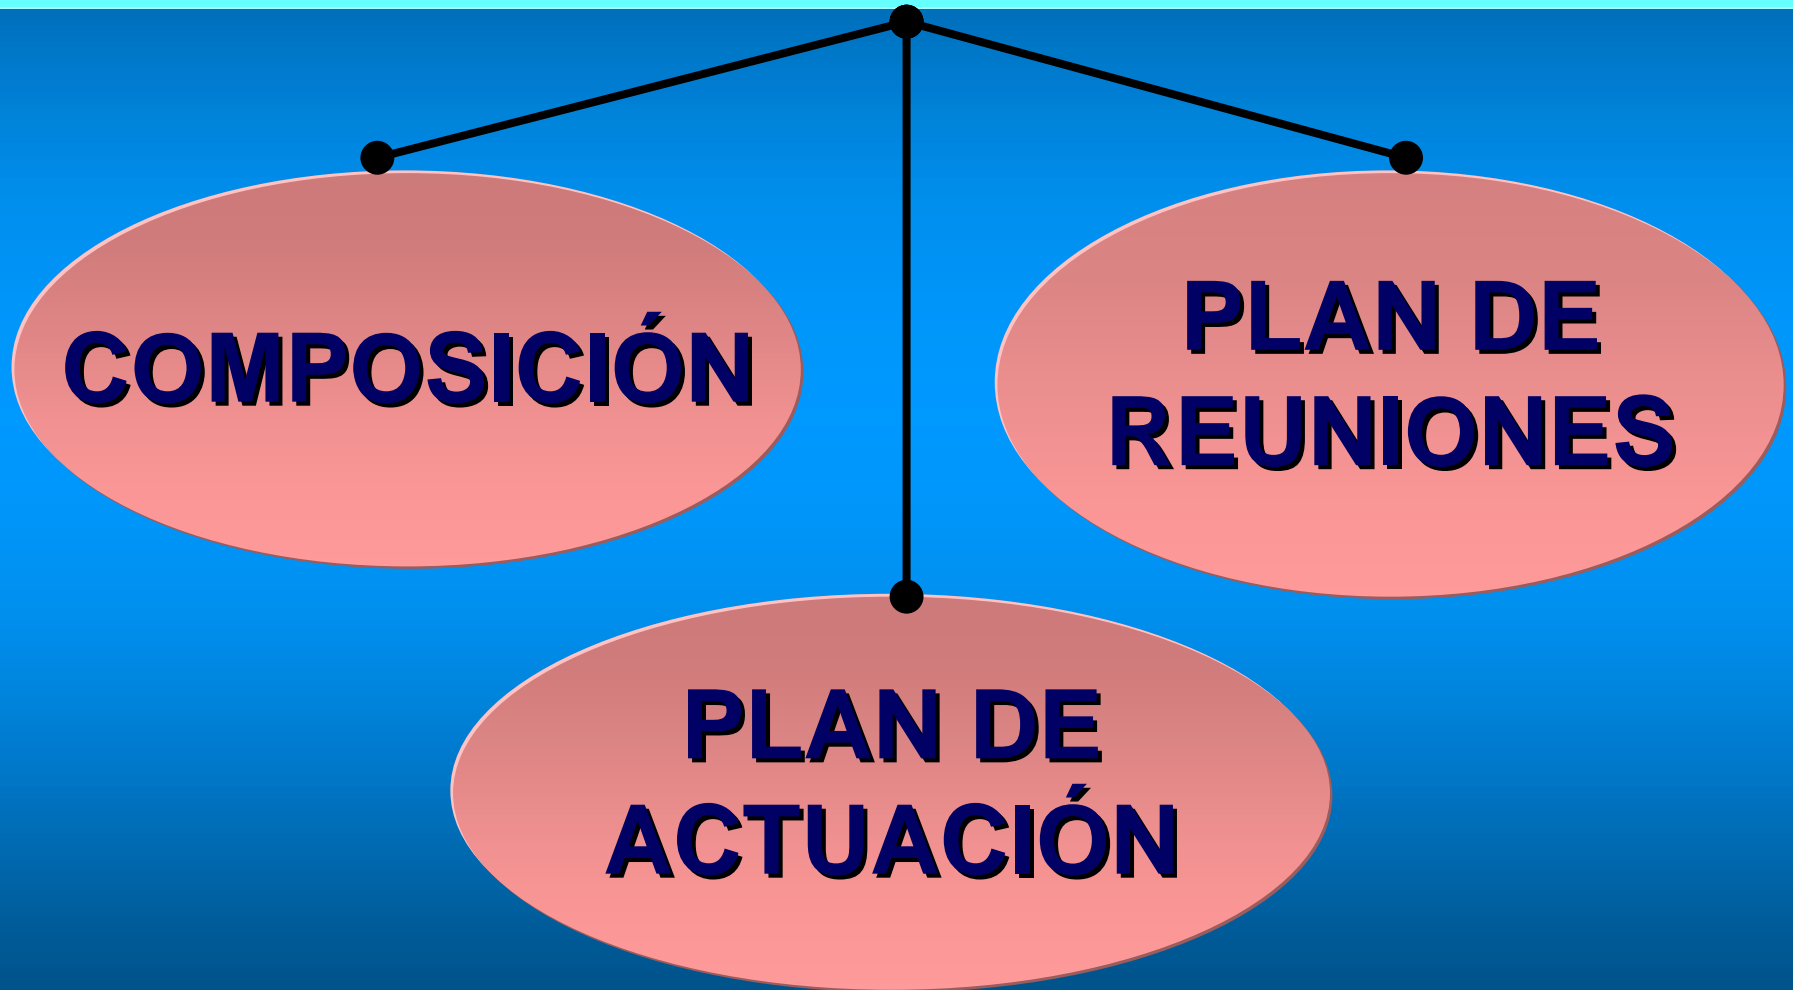 COMPOSICIÓN
PLAN DE
REUNIONES
PLAN DE
ACTUACIÓN